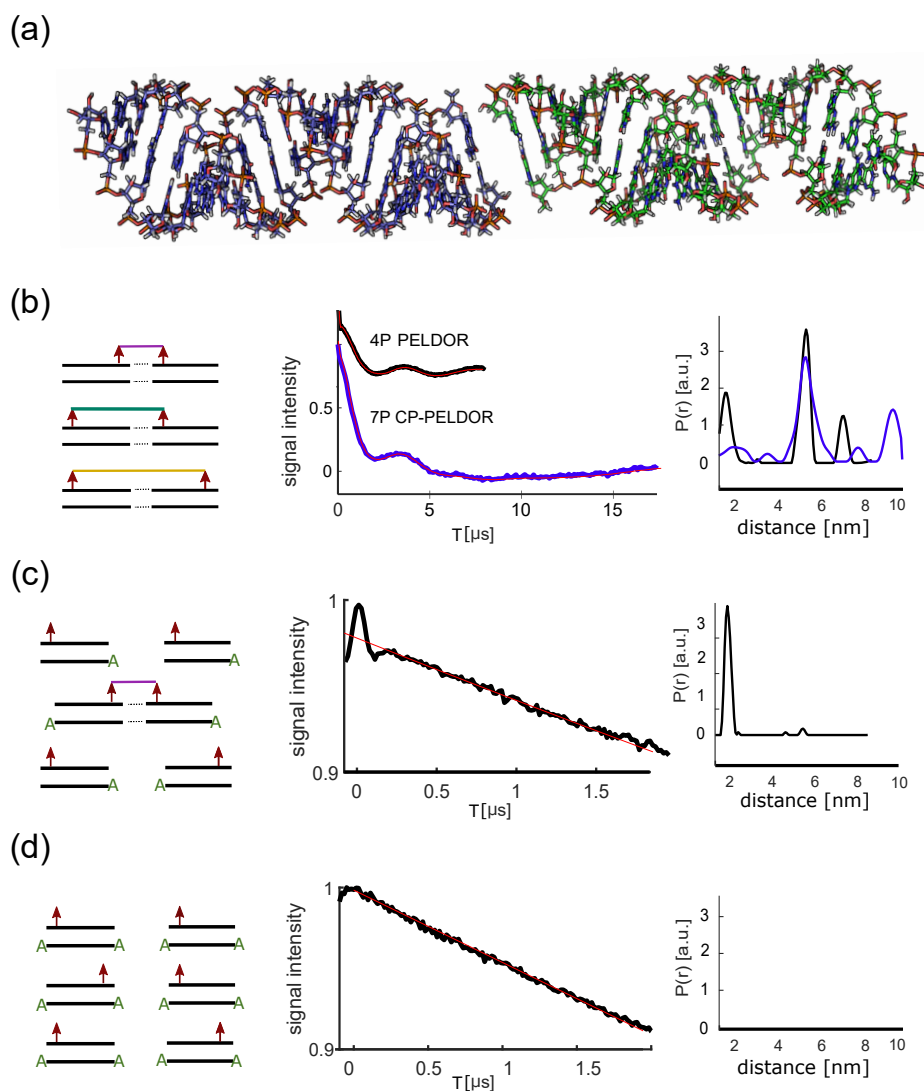 (a)
(b)
4P PELDOR
7P CP-PELDOR
signal intensity
0.5
0
0 5 10 15
T[μs]
P(r) [a.u.]
3
2
1
0
2 4 6 8 10
distance [nm]
(c)
A A
A A
A A
signal intensity
1
0.9
0 0.5 1 1.5
T[μs]
P(r) [a.u.]
3
2
1
0
2 4 6 8 10
distance [nm]
(d)
A A A A
A A A A
A A A A
signal intensity
1
0.9
0 0.5 1 1.5
T[μs]
P(r) [a.u.]
3
2
1
0
2 4 6 8 10
distance [nm]